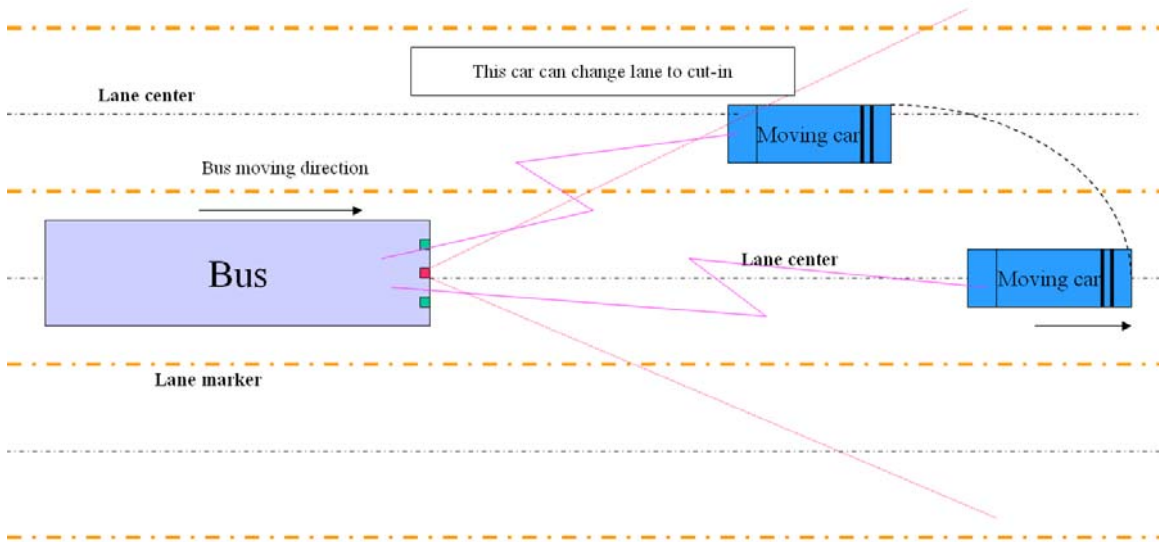 This car can change lane to cut-in
Lane center
Moving car
Bus moving direction
Bus
Lane center
Moving car
Lane marker